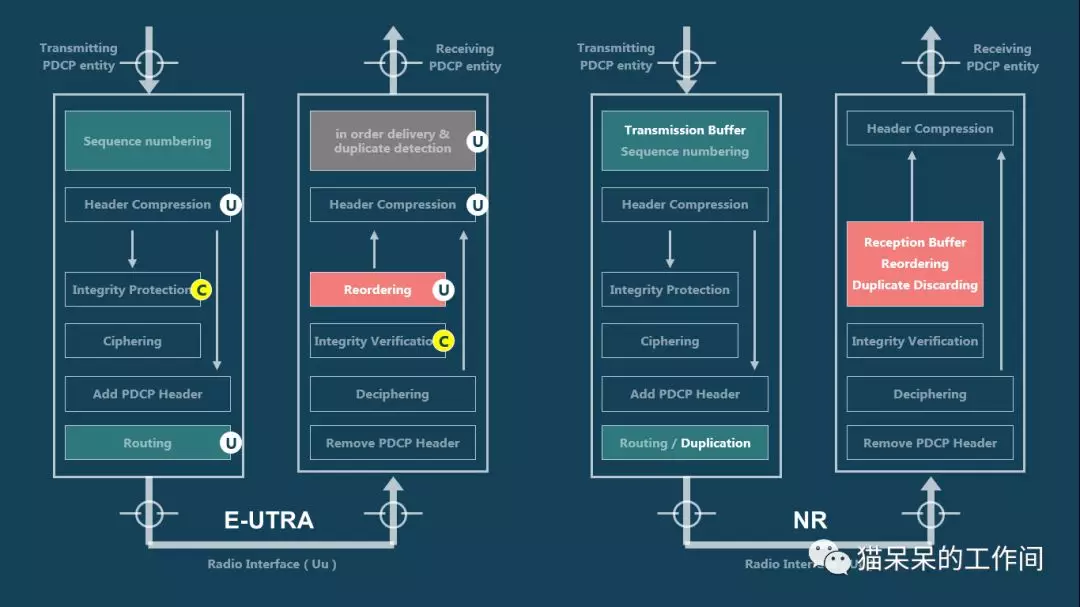 Transmitting
PDCP entity
Sequence numbering
Header Compression
U
Integrity Protection
C
Ciphering
Add PDCP Header
Routing
U
Receiving
PDCP entity
in order delivery &
duplicate detection
U
Header Compression
U
Reordering
U
Integrity Verification
C
Deciphering
Remove PDCP Header
E-UTRA
Radio Interface ( Uu )
Transmitting
PDCP entity
Transmission Buffer
Sequence numbering
Header Compression
Integrity Protection
Ciphering
Add PDCP Header
Routing / Duplication
Receiving
PDCP entity
Header Compression
Reception Buffer
Reordering
Duplicate Discarding
Integrity Verification
Deciphering
Remove PDCP Header
NR
Radio
猫呆呆的工作间